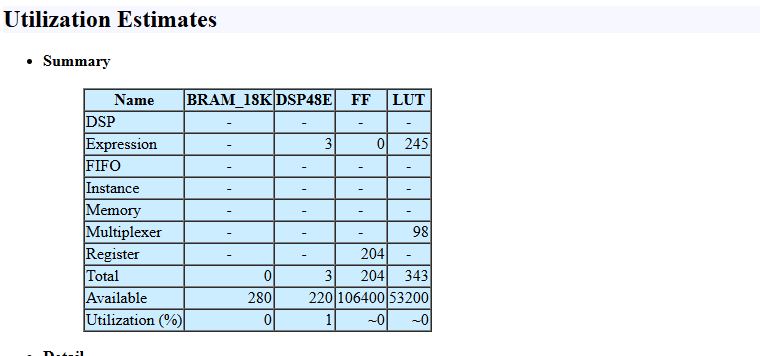 Utilization Estimates
• Summary
Name BRAM_18K DSP48E FF LUT
DSP - - - -
Expression - 3 0 245
FIFO - - - -
Instance - - - -
Memory - - - -
Multiplexer - - - 98
Register - - 204 -
Total 0 3 204 343
Available 280 220 106400 53200
Utilization (%) 0 1 ~0 ~0
• Detail